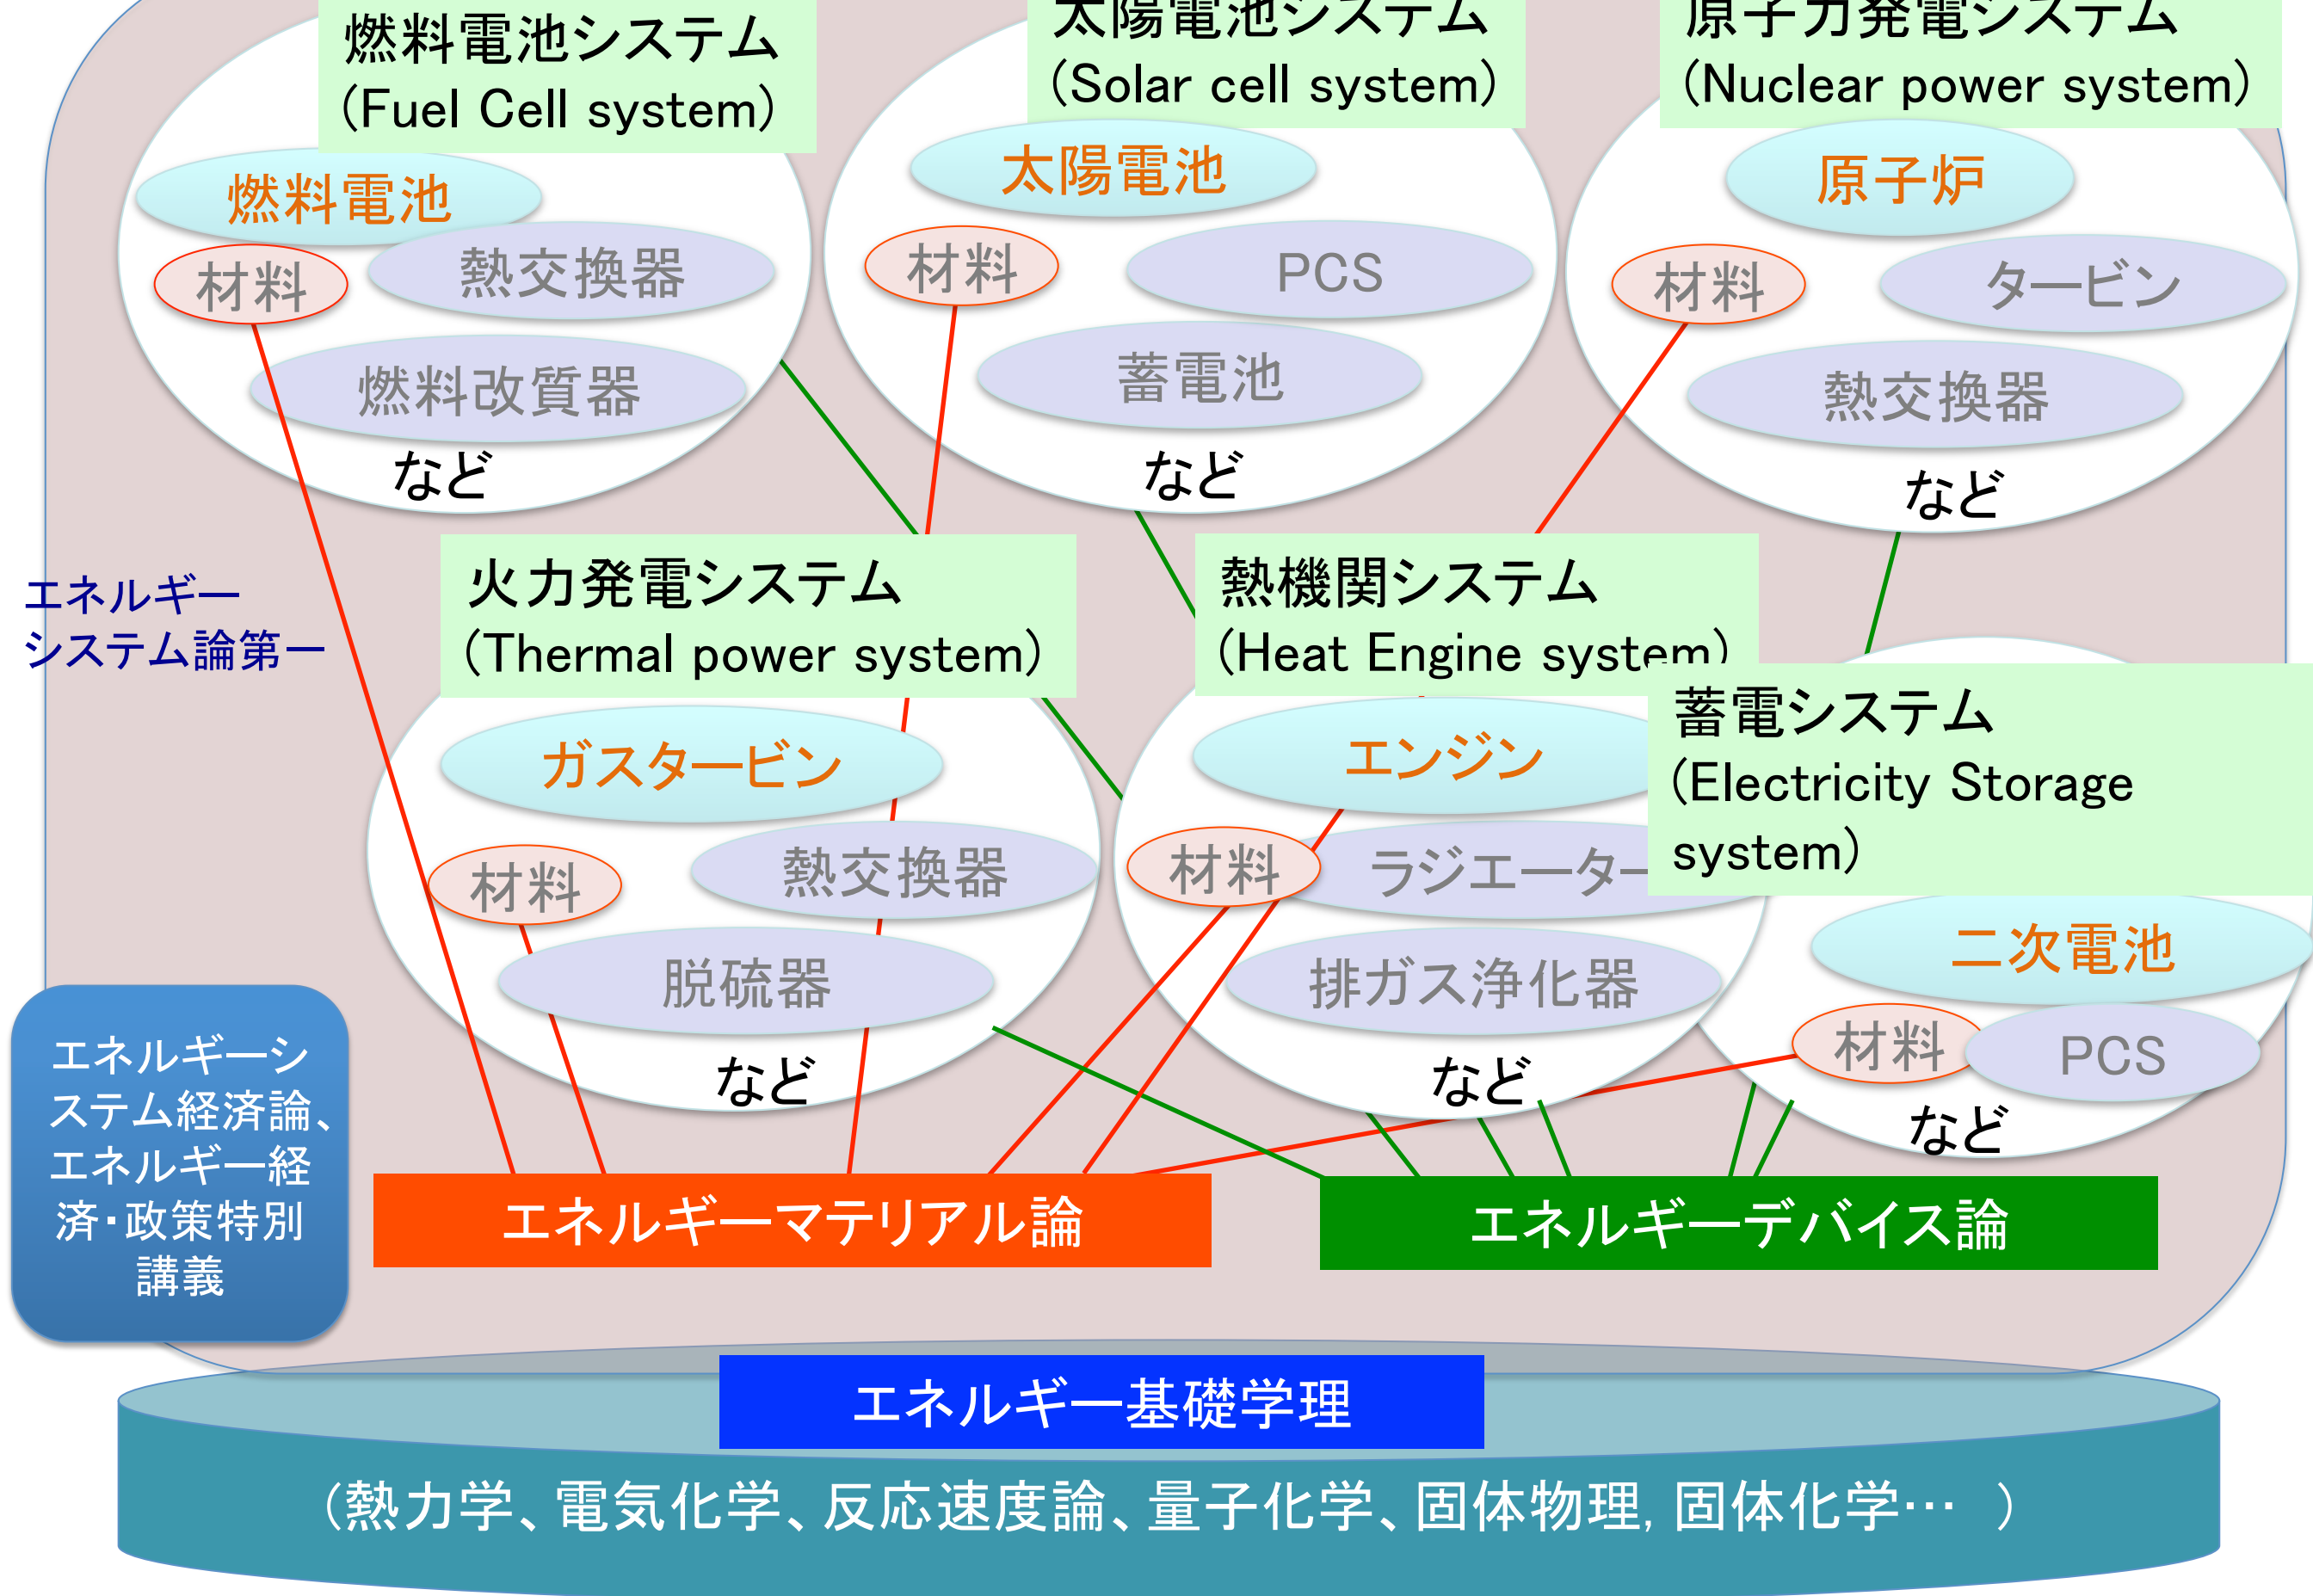 燃料電池システム
(Fuel Cell system)
太陽電池システム
(Solar cell system)
原子力発電システム
(Nuclear power system)
燃料電池
材料
熱交換器
燃料改質器
など
太陽電池
材料
PCS
蓄電池
など
原子炉
材料
タービン
熱交換器
など
エネルギー
システム論第一
火力発電システム
(Thermal power system)
ガスタービン
材料
熱交換器
脱硫器
など
熱機関システム
(Heat Engine system)
エンジン
材料
ラジエーター
排ガス浄化器
など
蓄電システム
(Electricity Storage
system)
二次電池
材料
PCS
など
エネルギーシ
ステム経済論、
エネルギー経
済・政策特別
講義
エネルギーマテリアル論
エネルギーデバイス論
エネルギー基礎学理
(熱力学、電気化学、反応速度論、量子化学、固体物理, 固体化学… )